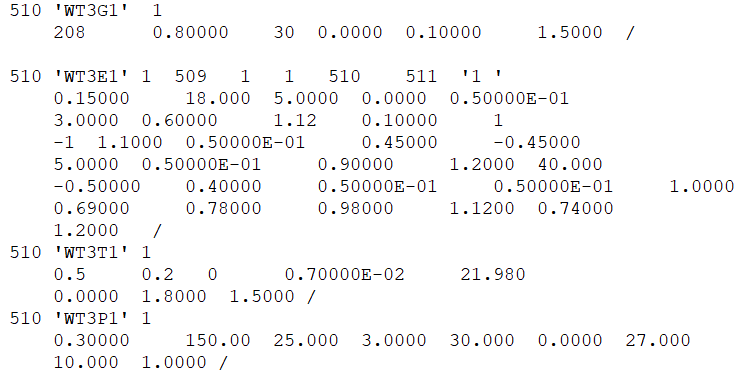 510 'WT3G1' 1
208 0.80000 30 0.0000 0.10000 1.5000 /
510 'WT3E1' 1 509 1 1 510 511 '1 '
0.15000 18.000 5.0000 0.0000 0.50000E-01
3.0000 0.60000 1.12 0.10000 1
-1 1.1000 0.50000E-01 0.45000 -0.45000
5.0000 0.50000E-01 0.90000 1.2000 40.000
-0.50000 0.40000 0.50000E-01 0.50000E-01 1.0000
0.69000 0.78000 0.98000 1.1200 0.74000
1.2000 /
510 'WT3T1' 1
0.5 0.2 0 0.70000E-02 21.980
0.0000 1.8000 1.5000 /
510 'WT3P1' 1
0.30000 150.00 25.000 3.0000 30.000 0.0000 27.000
10.000 1.0000 /